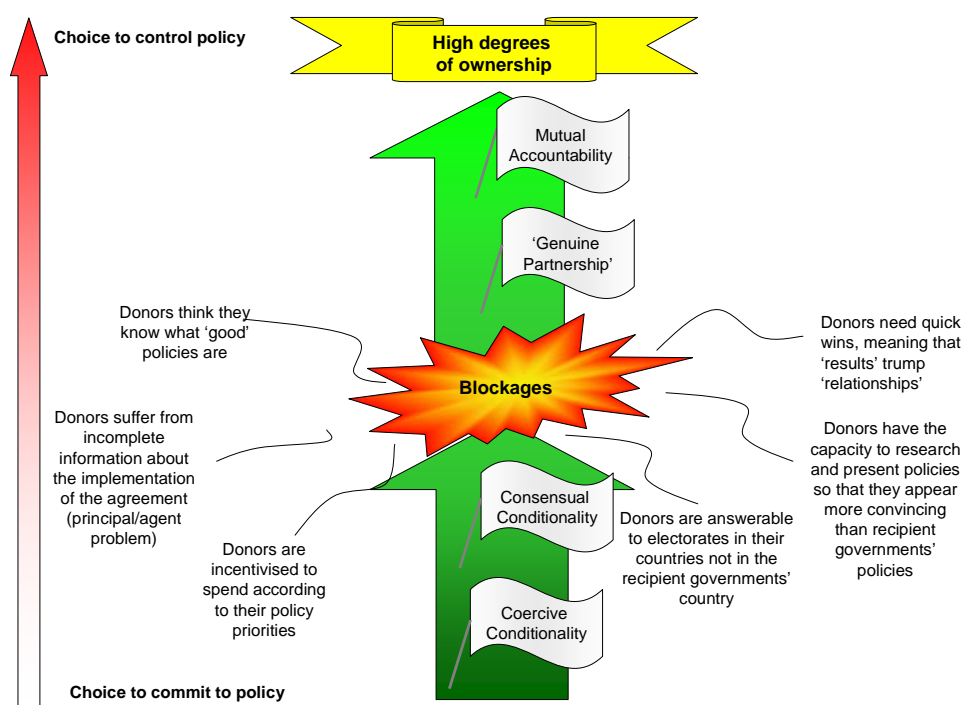 Choice to control policy
High degrees
of ownership
Mutual
Accountability
‘Genuine
Partnership’
Donors think they
know what ‘good’
policies are
Blockages
Donors need quick
wins, meaning that
‘results’ trump
‘relationships’
Donors suffer from
incomplete
information about
the implementation
of the agreement
(principal/agent
problem)
Donors have the
capacity to research
and present policies
so that they appear
more convincing
than recipient
governments’
policies
Consensual
Conditionality
Donors are answerable
to electorates in their
countries not in the
recipient governments’
country
Donors are
incentivised to
spend according
to their policy
priorities
Coercive
Conditionality
Choice to commit to policy